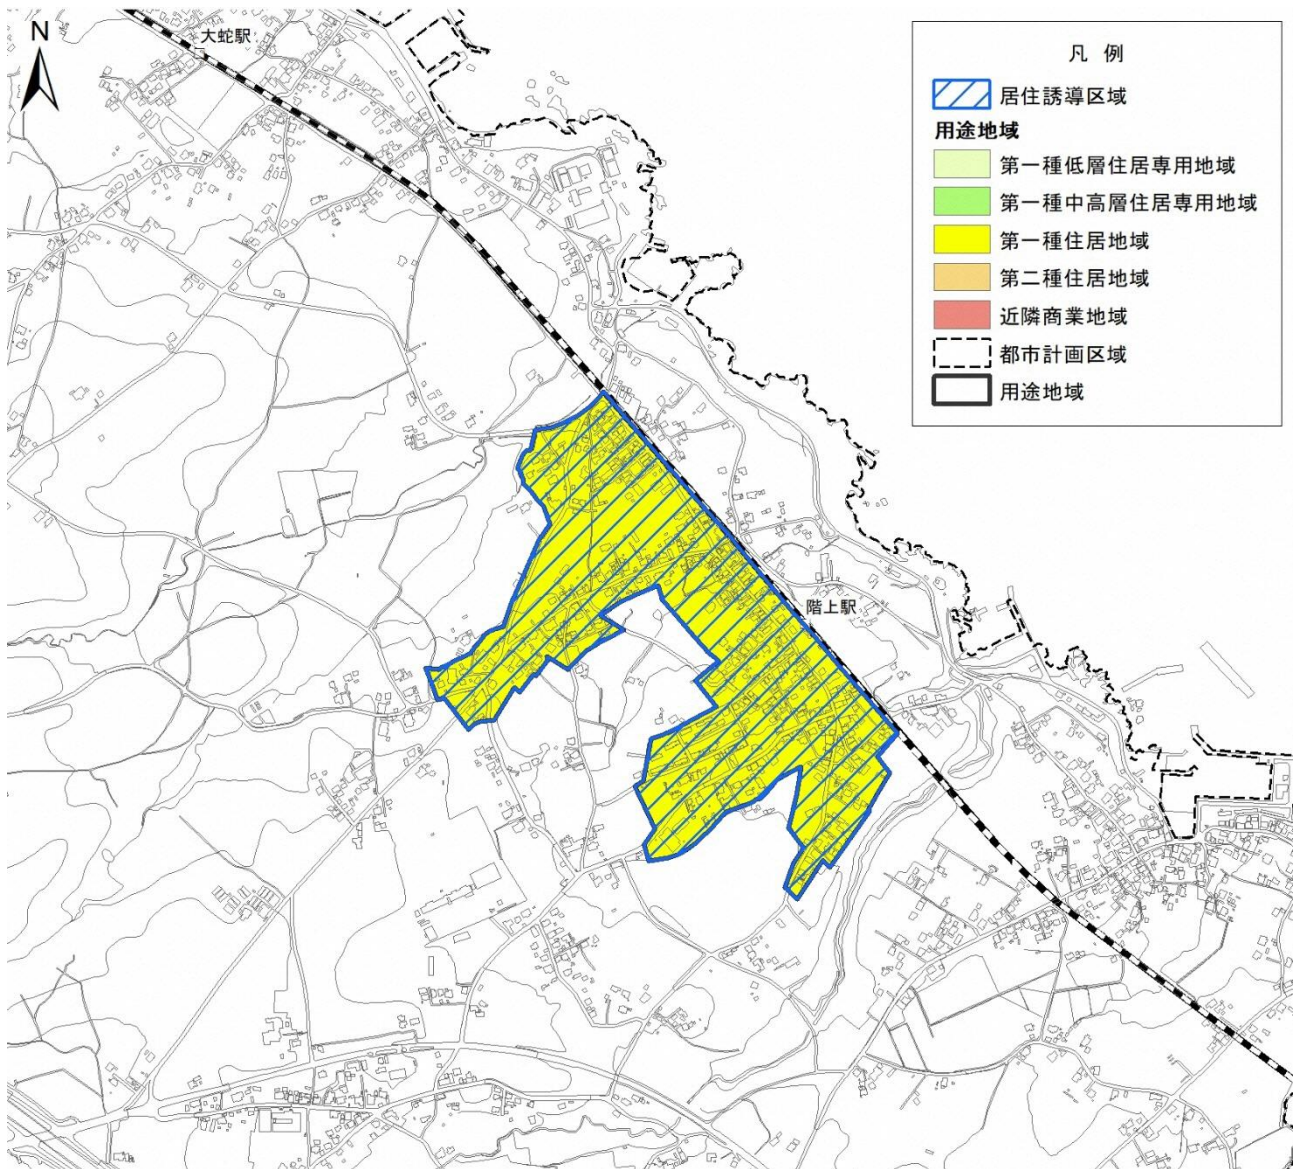 N
大蛇駅
階上駅
凡 例
居住誘導区域
用途地域
第一種低層住居専用地域
第一種中高層住居専用地域
第一種住居地域
第二種住居地域
近隣商業地域
都市計画区域
用途地域